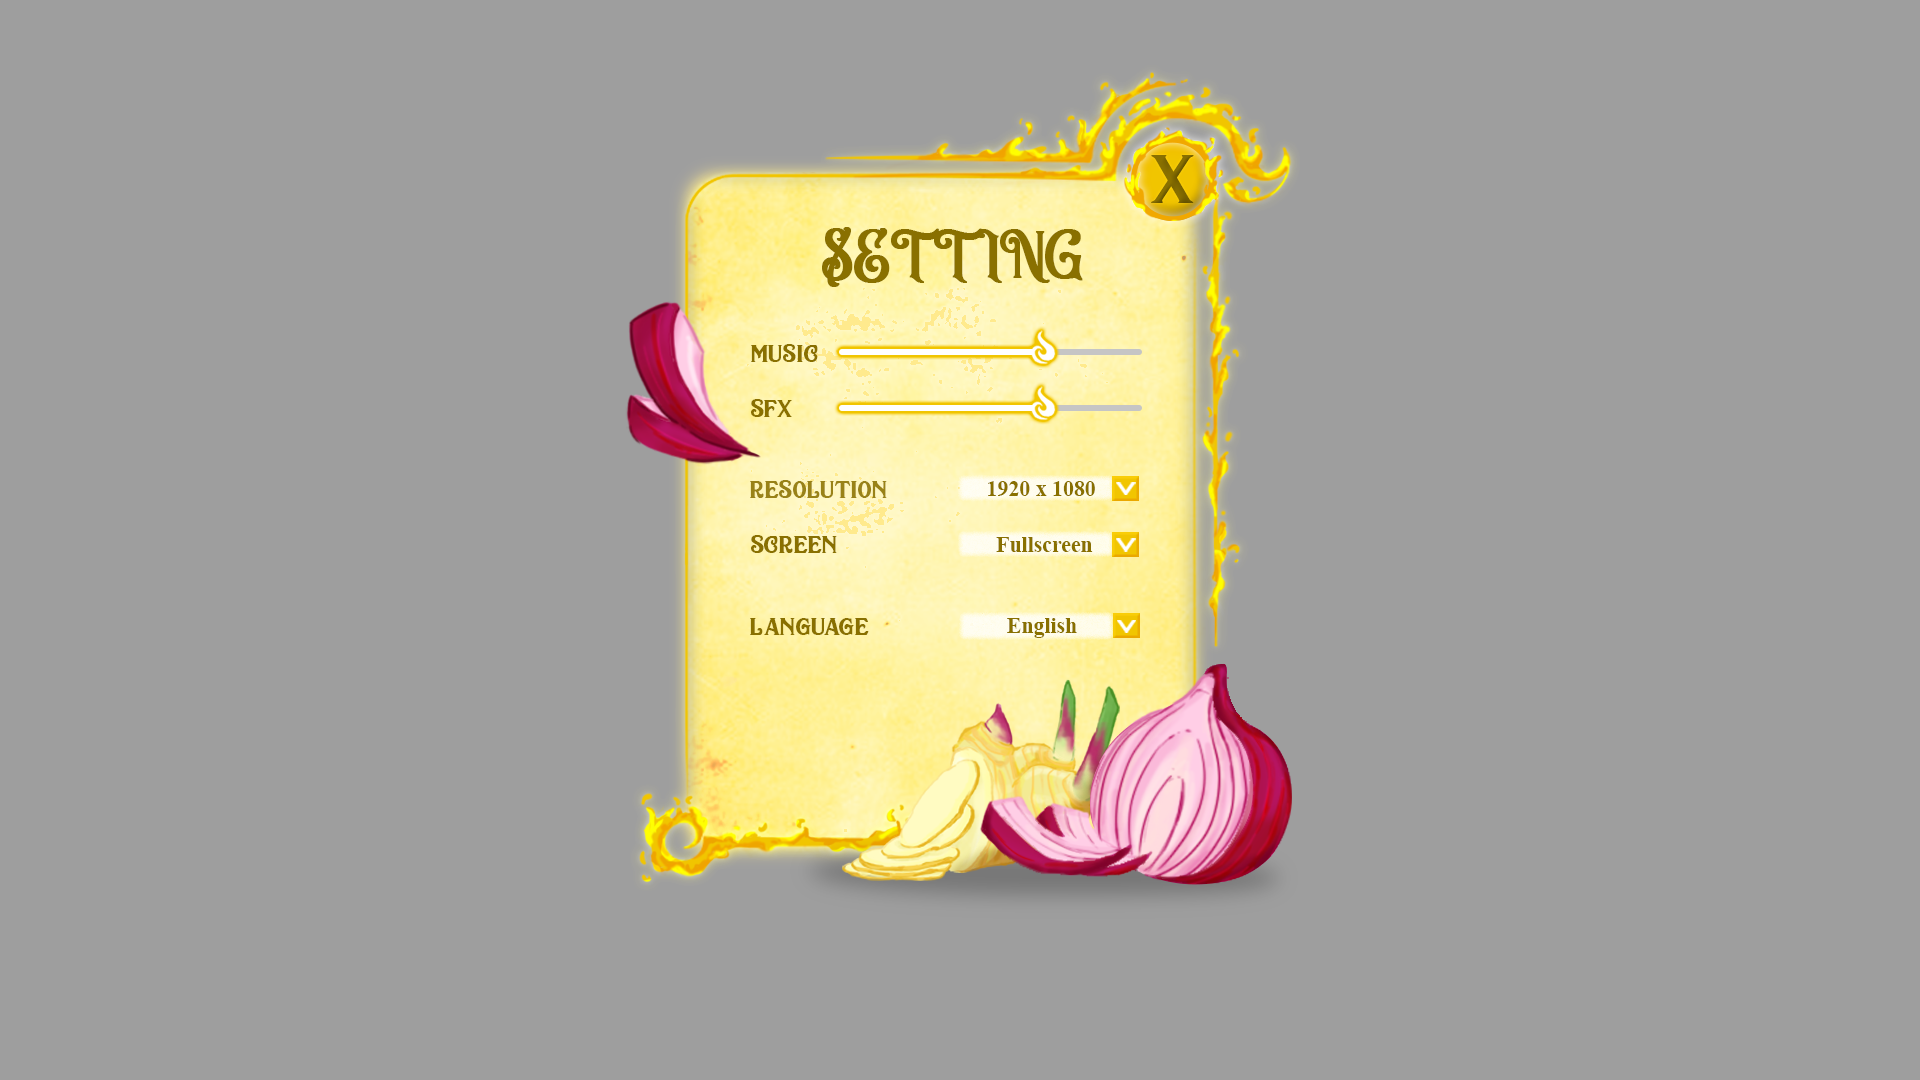 X
SETTING
MUSIC
SFX
RESOLUTION 1920 x 1080
SCREEN Fullscreen
LANGUAGE English